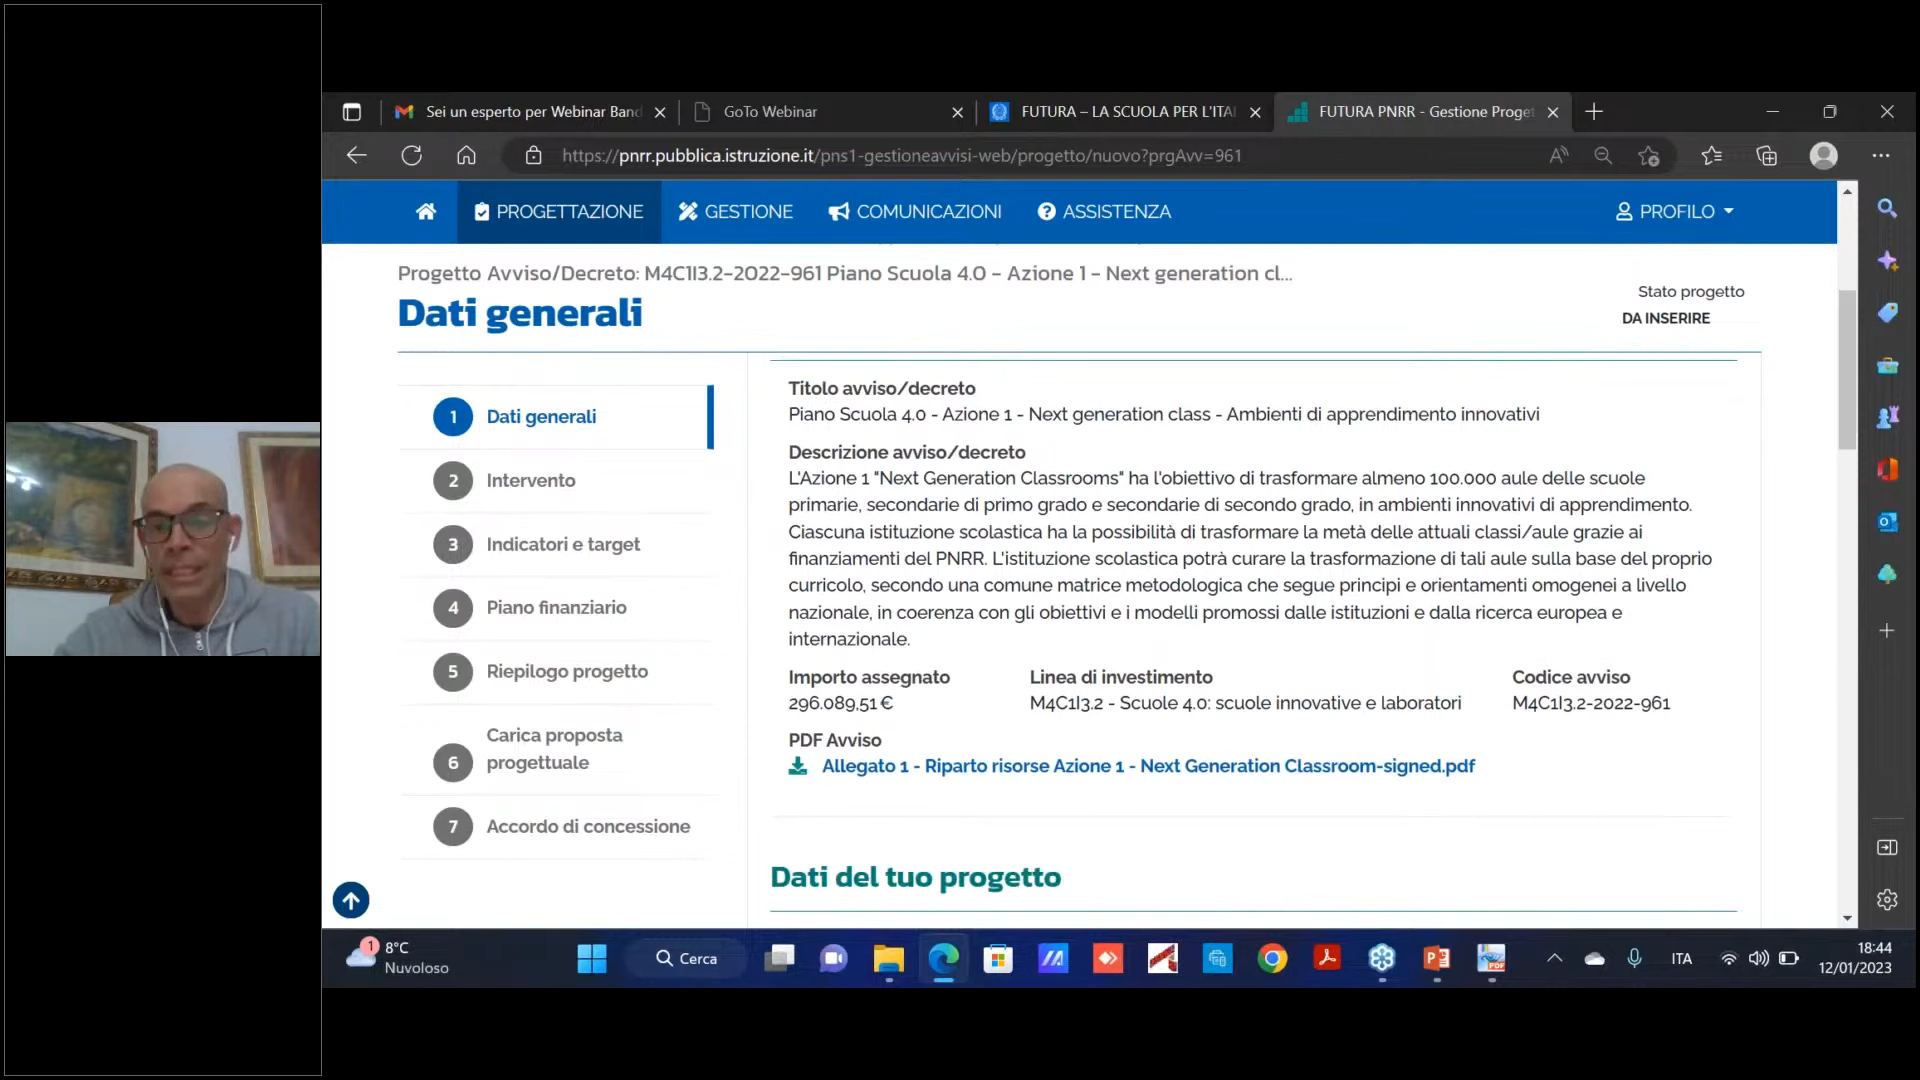 Sei un esperto per Webinar Band
GoTo Webinar
FUTURA – LA SCUOLA PER L'ITAL
FUTURA PNRR - Gestione Proget
https://pnrr.pubblica.istruzione.it/pns1-gestioneavvisi-web/progetto/nuovo?prgAvv=961
PROGETTAZIONE
GESTIONE
COMUNICAZIONI
ASSISTENZA
PROFILO
Progetto Avviso/Decreto: M4C1I3.2-2022-961 Piano Scuola 4.0 - Azione 1 - Next generation cl...
Dati generali
Stato progetto
DA INSERIRE
1 Dati generali
2 Intervento
3 Indicatori e target
4 Piano finanziario
5 Riepilogo progetto
6 Carica proposta
progettuale
7 Accordo di concessione
Titolo avviso/decreto
Piano Scuola 4.0 - Azione 1 - Next generation class - Ambienti di apprendimento innovativi
Descrizione avviso/decreto
L'Azione 1 "Next Generation Classrooms" ha l'obiettivo di trasformare almeno 100.000 aule delle scuole
primarie, secondarie di primo grado e secondarie di secondo grado, in ambienti innovativi di apprendimento.
Ciascuna istituzione scolastica ha la possibilità di trasformare la metà delle attuali classi/aule grazie ai
finanziamenti del PNRR. L'istituzione scolastica potrà curare la trasformazione di tali aule sulla base del proprio
curricolo, secondo una comune matrice metodologica che segue principi e orientamenti omogenei a livello
nazionale, in coerenza con gli obiettivi e i modelli promossi dalle istituzioni e dalla ricerca europea e
internazionale.
Importo assegnato
296.089,51 €
Linea di investimento
M4C1I3.2 - Scuole 4.0: scuole innovative e laboratori
Codice avviso
M4C1I3.2-2022-961
PDF Avviso
Allegato 1 - Riparto risorse Azione 1 - Next Generation Classroom-signed.pdf
Dati del tuo progetto
1
8°C
Nuvoloso
Cerca
ITA
18:44
12/01/2023